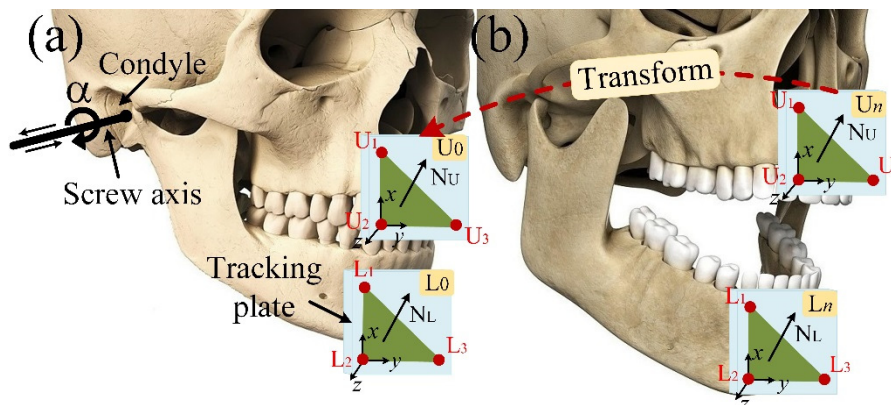 (a)
Condyle
α
Screw axis
U1
U0
NU
x
U2
y
z
U3
Tracking
plate
L1
L0
NL
x
L2
y
z
L3
(b)
Transform
U1
Un
NU
x
U2
y
z
U
L1
Ln
NL
x
L2
y
z
L3